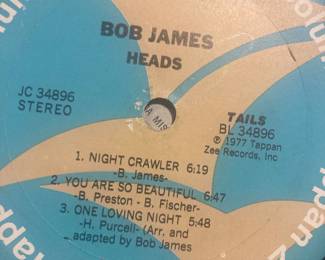 BOB JAMES
HEADS
JC 34896
STEREO
TAILS
BL 34896
℗ 1977 Tappan
Zee Records, Inc
1. NIGHT CRAWLER 6:19
-B. James-
2. YOU ARE SO BEAUTIFUL 6:47
-B. Preston - B. Fischer-
3. ONE LOVING NIGHT 5:48
-H. Purcell- (Arr. and
adapted by Bob James